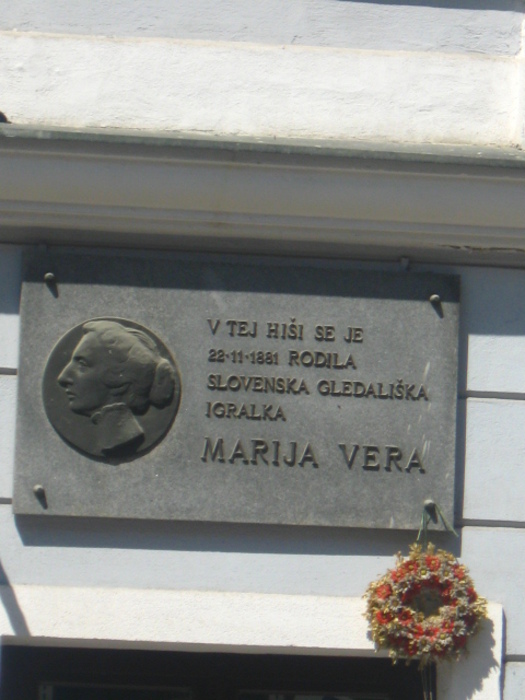 V TEJ HIŠI SE JE
22·11·1881 RODILA
SLOVENSKA GLEDALIŠKA
IGRALKA
MARIJA VERA